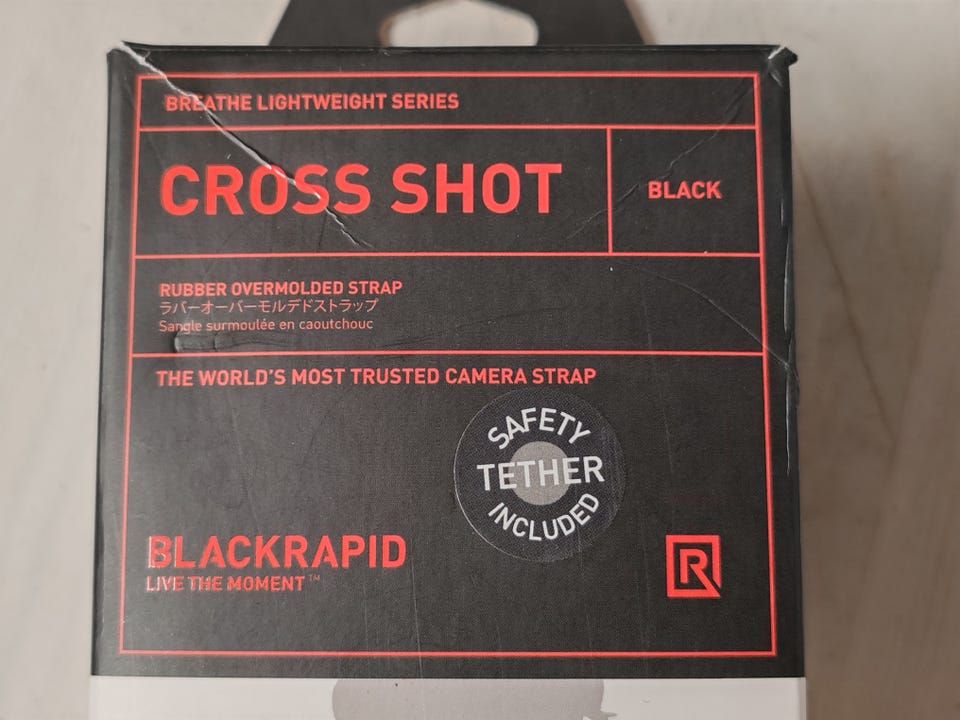 BREATHE LIGHTWEIGHT SERIES
CROSS SHOT
BLACK
RUBBER OVERMOLDED STRAP
ラバーオーバーモルデドストラップ
Sangle surmoulée en caoutchouc
THE WORLD'S MOST TRUSTED CAMERA STRAP
SAFETY
TETHER
INCLUDED
BLACKRAPID
LIVE THE MOMENT™
R